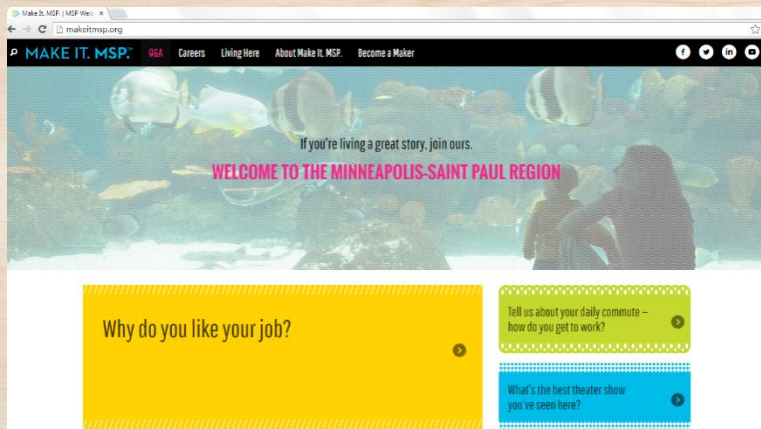 Make It. MSP. | MSP Welc
makeitmsp.org
MAKE IT. MSP.™ Q&A Careers Living Here About Make It. MSP. Become a Maker
If you're living a great story, join ours.
WELCOME TO THE MINNEAPOLIS-SAINT PAUL REGION
Why do you like your job?
Tell us about your daily commute –
how do you get to work?
What's the best theater show
you've seen here?